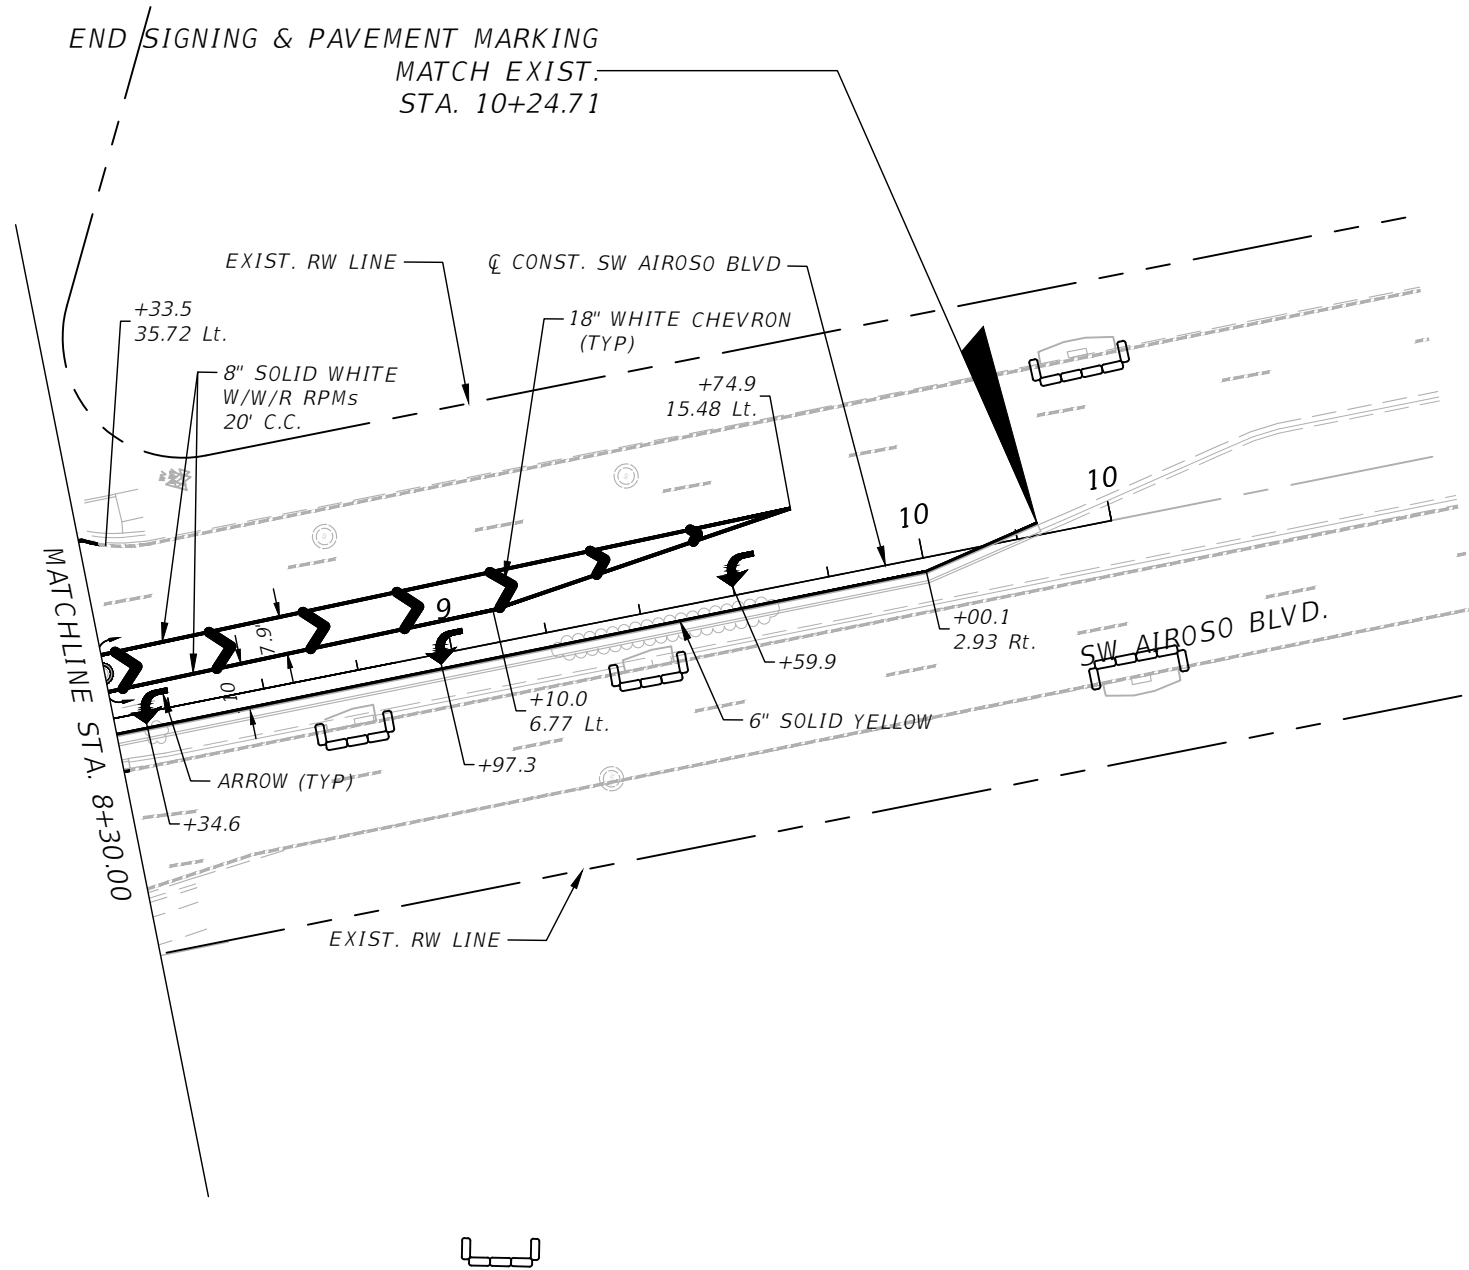 END SIGNING & PAVEMENT MARKING
MATCH EXIST.
STA. 10+24.71
EXIST. RW LINE
℄ CONST. SW AIROSO BLVD
+33.5
35.72 Lt.
18" WHITE CHEVRON
(TYP)
8" SOLID WHITE
W/W/R RPMs
20' C.C.
+74.9
15.48 Lt.
10
10
MATCHLINE STA. 8+30.00
9
7.9'
10
+00.1
2.93 Rt.
SW AIROSO BLVD.
+59.9
+10.0
6.77 Lt.
6" SOLID YELLOW
+97.3
ARROW (TYP)
+34.6
EXIST. RW LINE